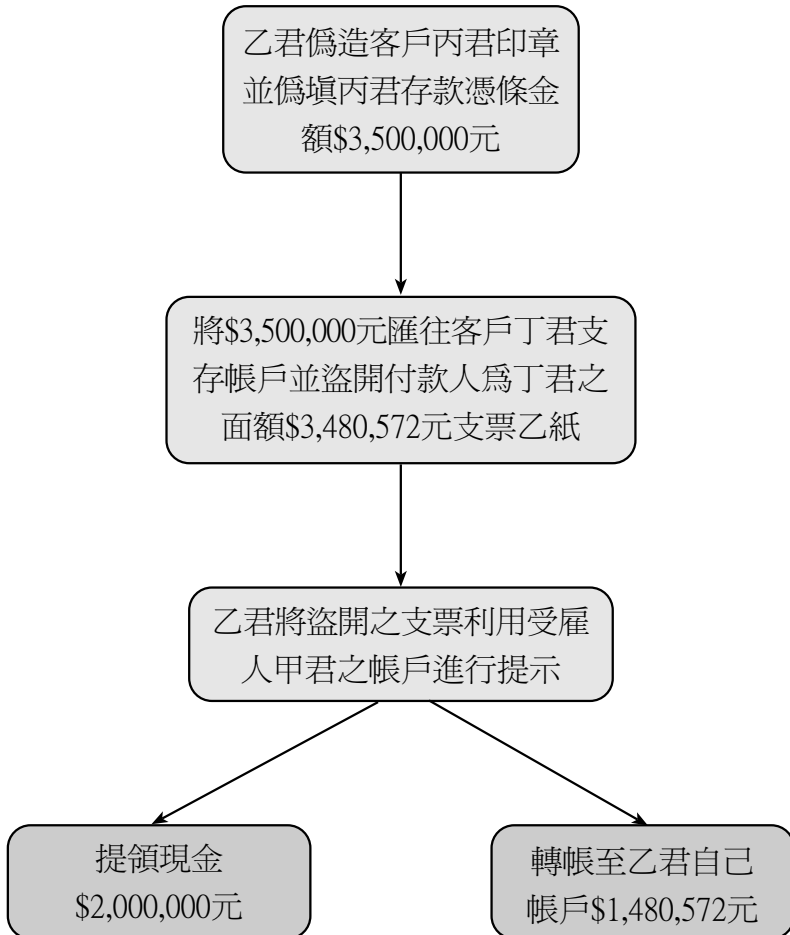 乙君偽造客戶丙君印章
並偽填丙君存款憑條金
額$3,500,000元
將$3,500,000元匯往客戶丁君支
存帳戶並盜開付款人為丁君之
面額$3,480,572元支票乙紙
乙君將盜開之支票利用受雇
人甲君之帳戶進行提示
提領現金
$2,000,000元
轉帳至乙君自己
帳戶$1,480,572元